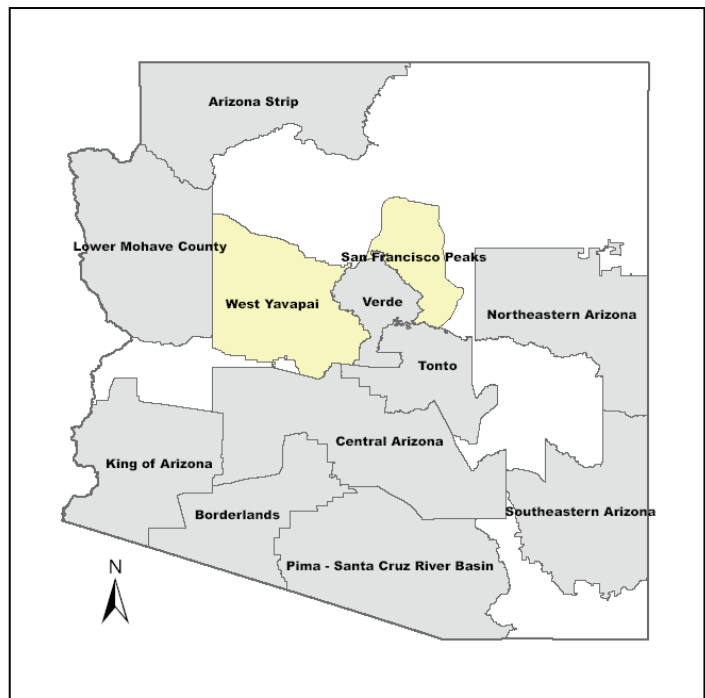 Arizona Strip
Lower Mohave County
San Francisco Peaks
West Yavapai
Verde
Northeastern Arizona
Tonto
Central Arizona
King of Arizona
Borderlands
Southeastern Arizona
Pima - Santa Cruz River Basin
N